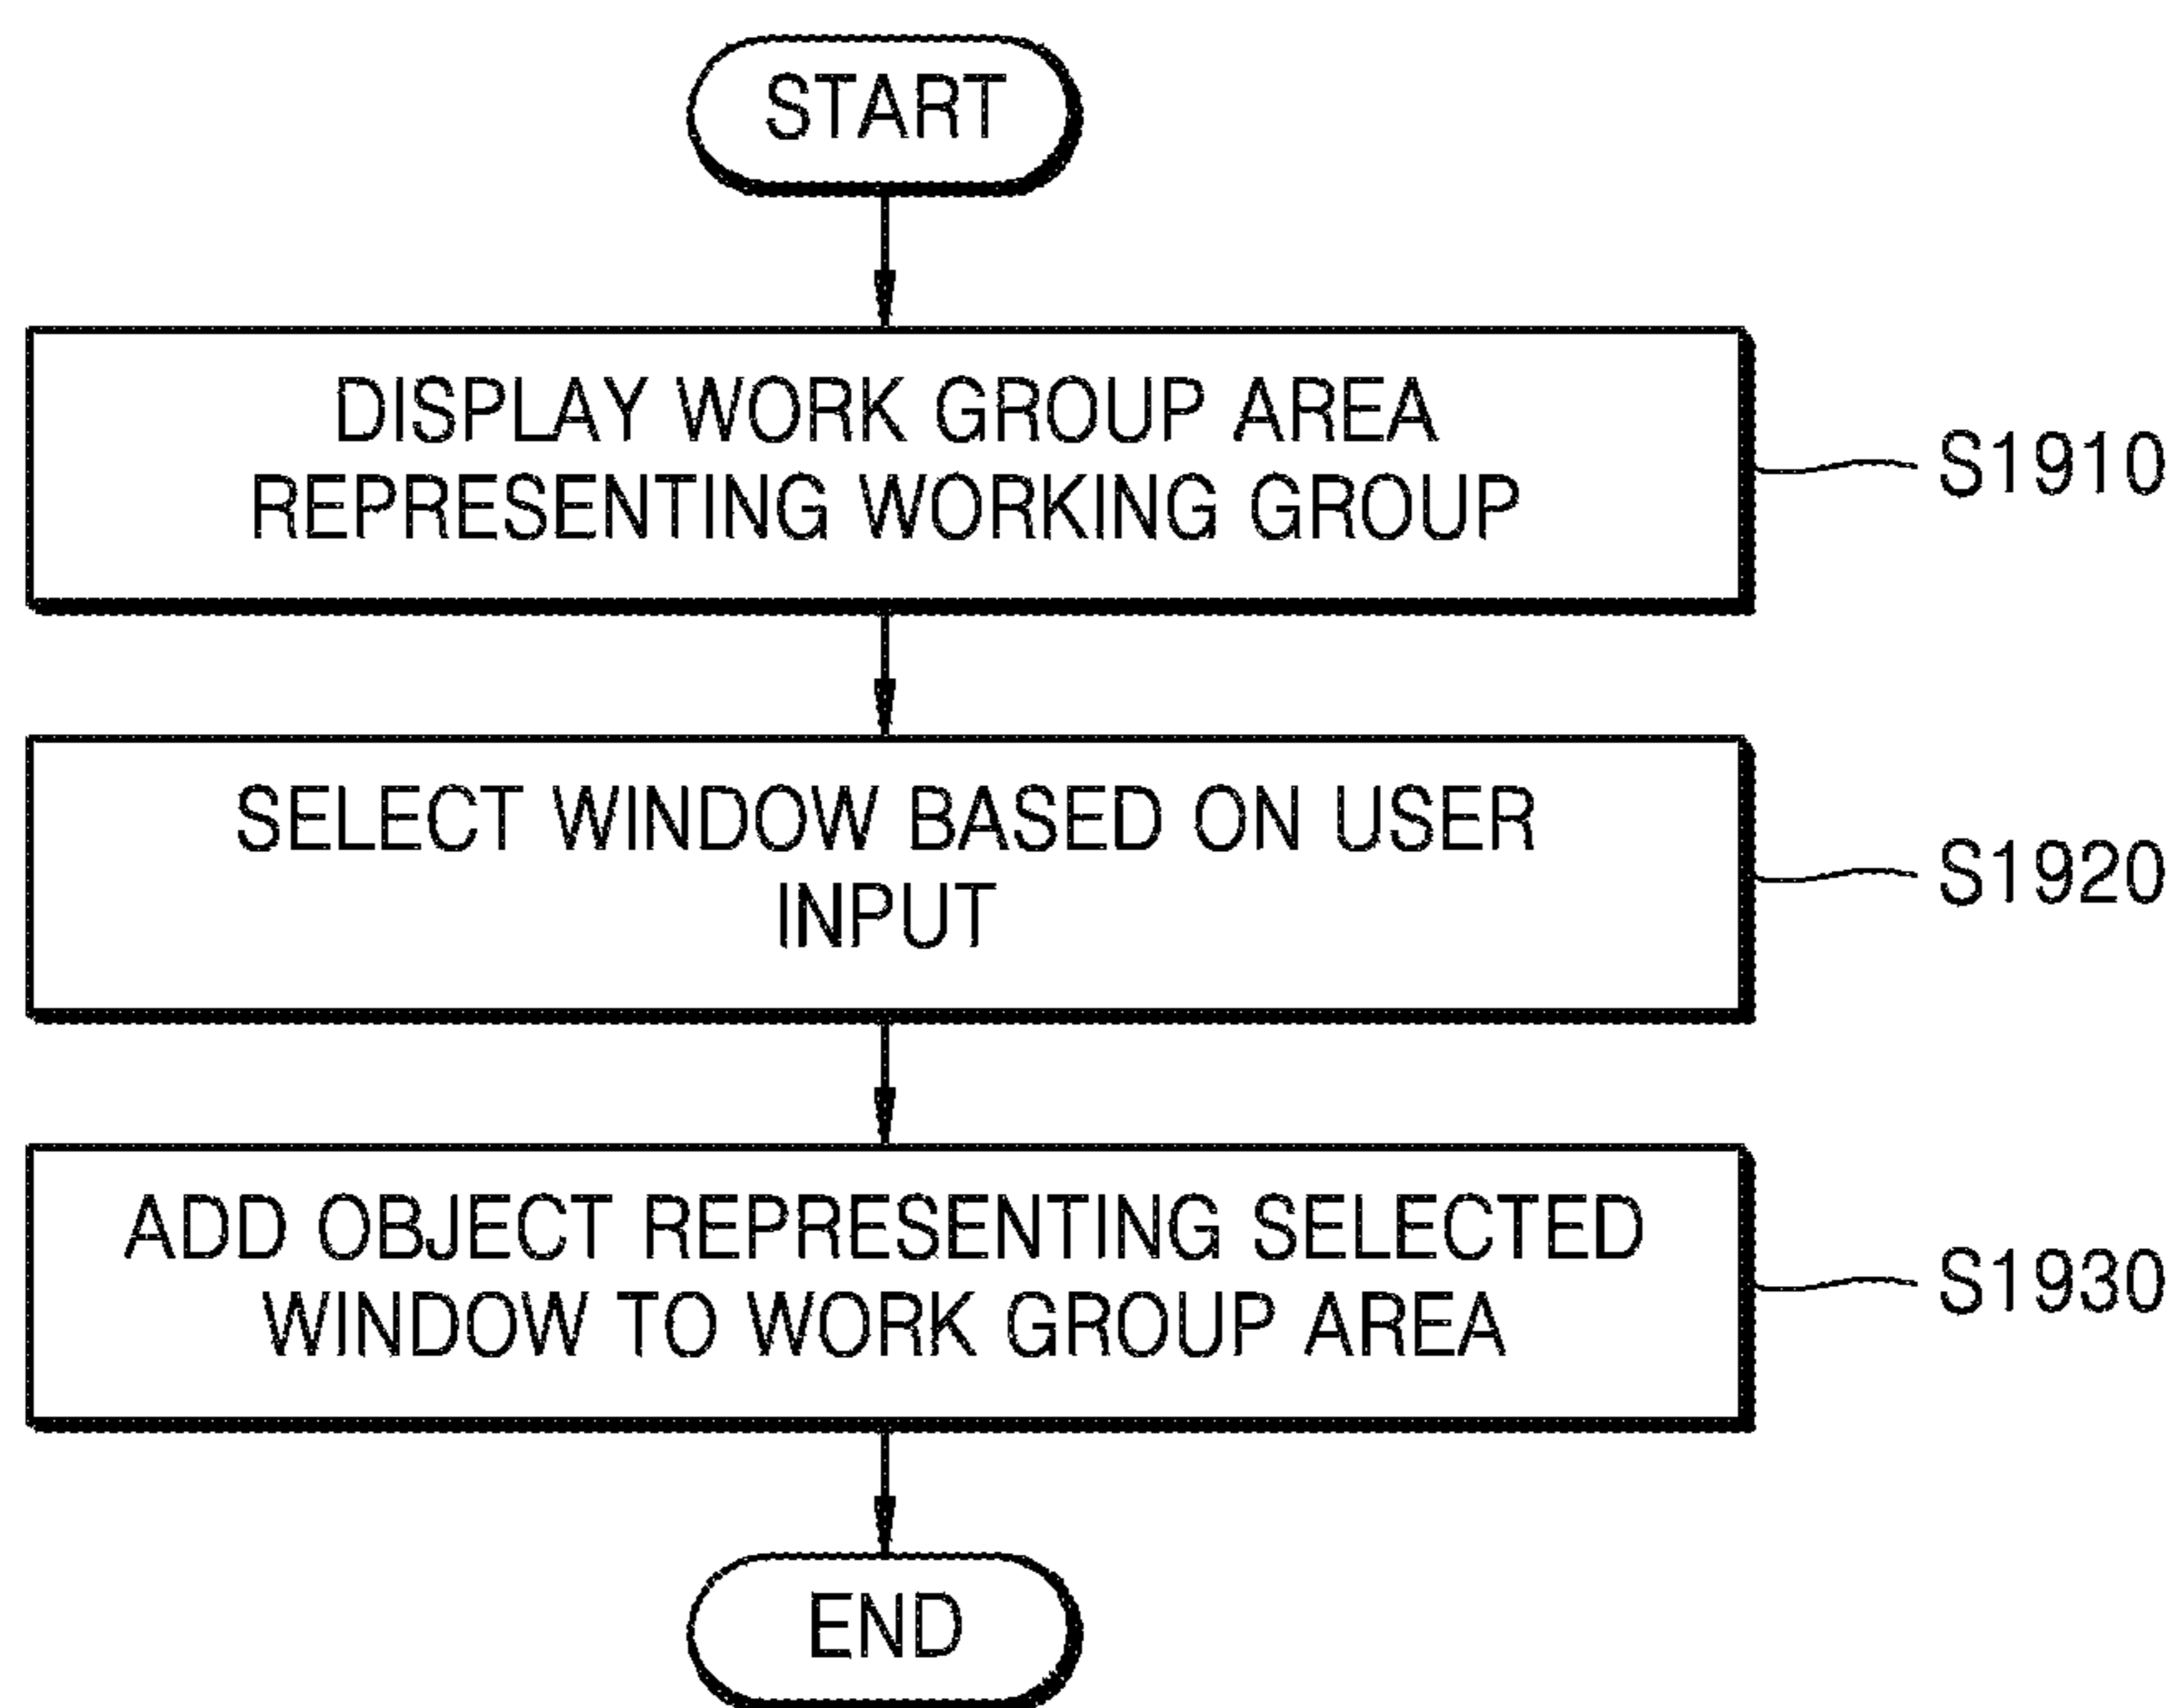 START
DISPLAY WORK GROUP AREA
REPRESENTING WORKING GROUP
S1910
SELECT WINDOW BASED ON USER
INPUT
S1920
ADD OBJECT REPRESENTING SELECTED
WINDOW TO WORK GROUP AREA
S1930
END